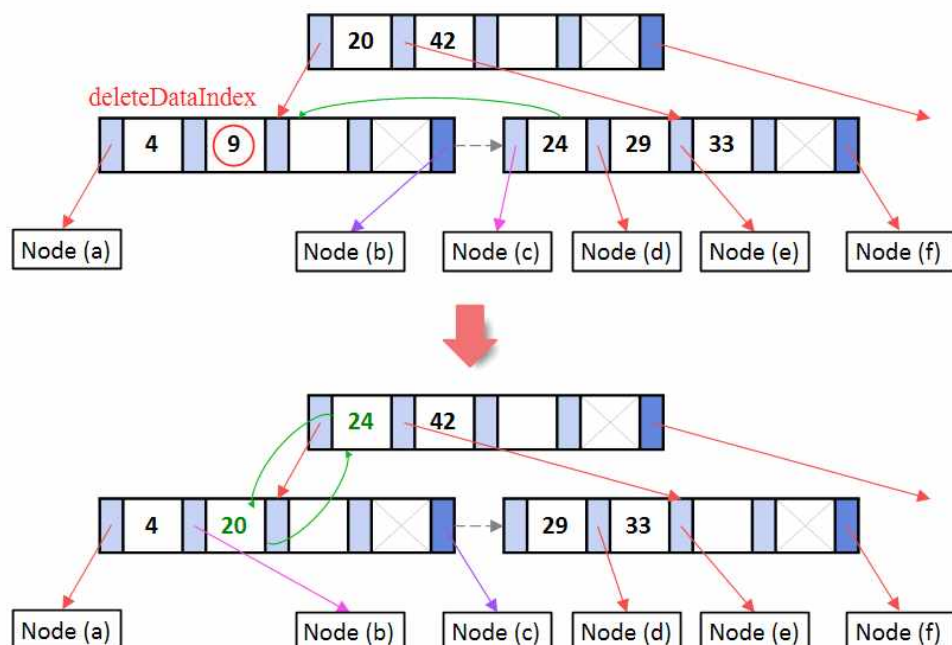 20 42
deleteDataIndex
4 9 24 29 33
Node (a) Node (b) Node (c) Node (d) Node (e) Node (f)
24 42
4 20 29 33
Node (a) Node (b) Node (c) Node (d) Node (e) Node (f)